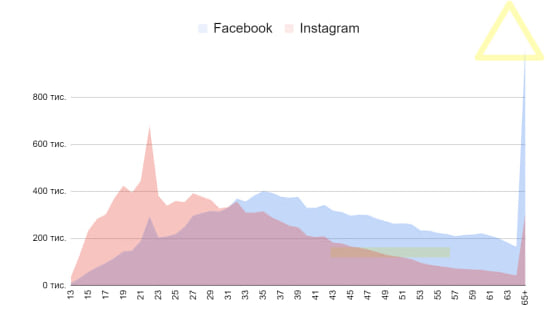 Facebook Instagram
800 тис.
600 тис.
400 тис.
200 тис.
0 тис.
13 15 17 19 21 23 25 27 29 31 33 35 37 39 41 43 45 47 49 51 53 55 57 59 61 63 65+